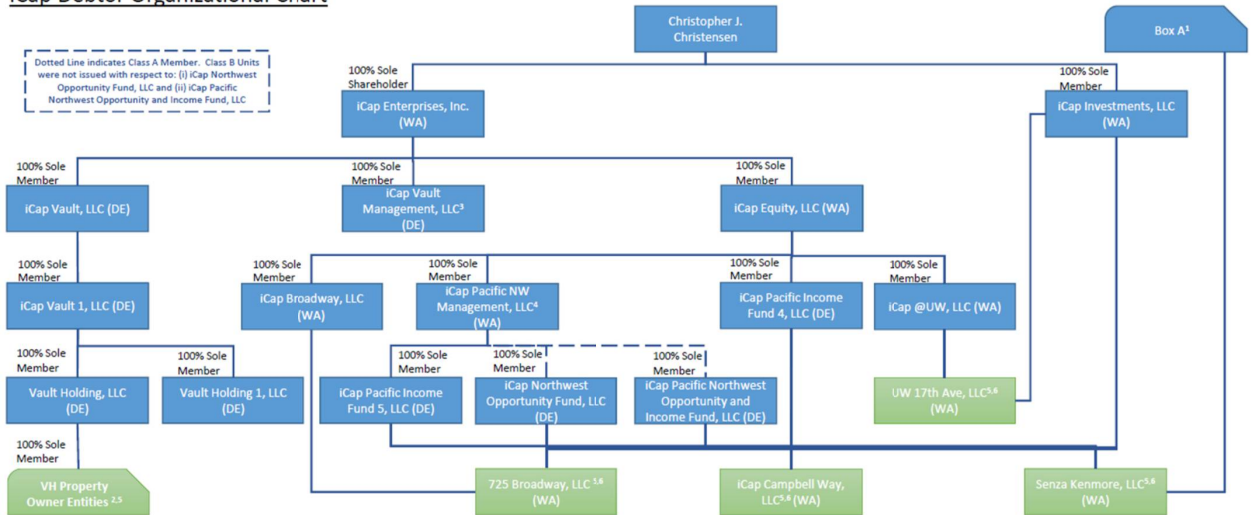 iCap Debtor Organizational Chart
Christopher J.
Christensen
Box A¹
Dotted Line indicates Class A Member. Class B Units
were not issued with respect to: (i) iCap Northwest
Opportunity Fund, LLC and (ii) iCap Pacific
Northwest Opportunity and Income Fund, LLC
100% Sole
Shareholder
100% Sole
Member
iCap Enterprises, Inc.
(WA)
iCap Investments, LLC
(WA)
100% Sole
Member
100% Sole
Member
100% Sole
Member
iCap Vault, LLC (DE)
iCap Vault
Management, LLC³
(DE)
iCap Equity, LLC (WA)
100% Sole
Member
100% Sole
Member
100% Sole
Member
100% Sole
Member
100% Sole
Member
iCap Vault 1, LLC (DE)
iCap Broadway, LLC
(WA)
iCap Pacific NW
Management, LLC⁴
(WA)
iCap Pacific Income
Fund 4, LLC (DE)
iCap @UW, LLC (WA)
100% Sole
Member
100% Sole
Member
100% Sole
Member
100% Sole
Member
100% Sole
Member
Vault Holding, LLC
(DE)
Vault Holding 1, LLC
(DE)
iCap Pacific Income
Fund 5, LLC (DE)
iCap Northwest
Opportunity Fund, LLC
(DE)
iCap Pacific Northwest
Opportunity and
Income Fund, LLC (DE)
UW 17th Ave, LLC⁵,⁶
(WA)
100% Sole
Member
VH Property
Owner Entities ²,⁵
725 Broadway, LLC ⁵,⁶
(WA)
iCap Campbell Way,
LLC⁵,⁶ (WA)
Senza Kenmore, LLC⁵,⁶
(WA)